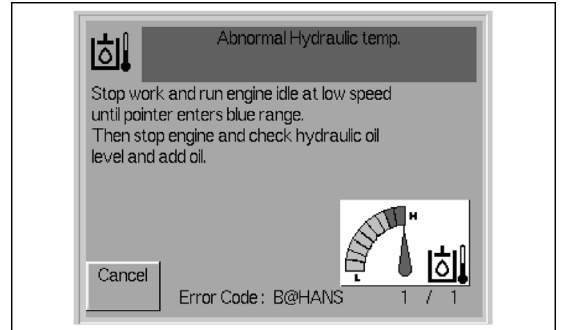 Abnormal Hydraulic temp.
Stop work and run engine idle at low speed
until pointer enters blue range.
Then stop engine and check hydraulic oil
level and add oil.
H
L
Cancel
Error Code : B@HANS 1 / 1